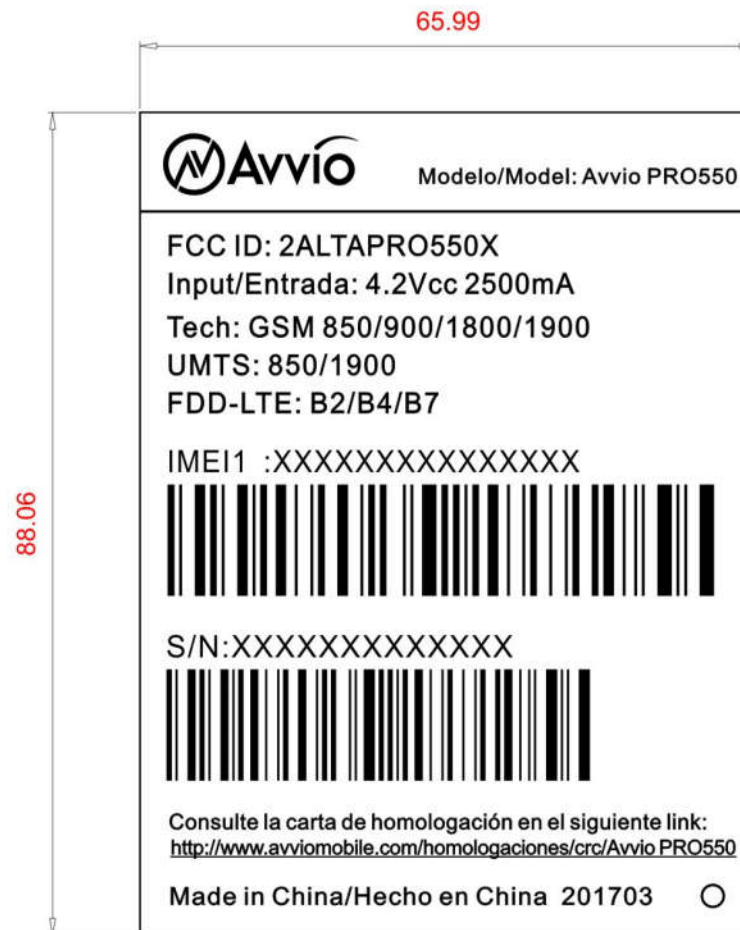 65.99
88.06
Avvio
Modelo/Model: Avvio PRO550
FCC ID: 2ALTAPRO550X
Input/Entrada: 4.2Vcc 2500mA
Tech: GSM 850/900/1800/1900
UMTS: 850/1900
FDD-LTE: B2/B4/B7
IMEI1 :XXXXXXXXXXXXXXX
S/N:XXXXXXXXXXXXX
Consulte la carta de homologación en el siguiente link:
http://www.avviomobile.com/homologaciones/crc/Avvio PRO550
Made in China/Hecho en China 201703